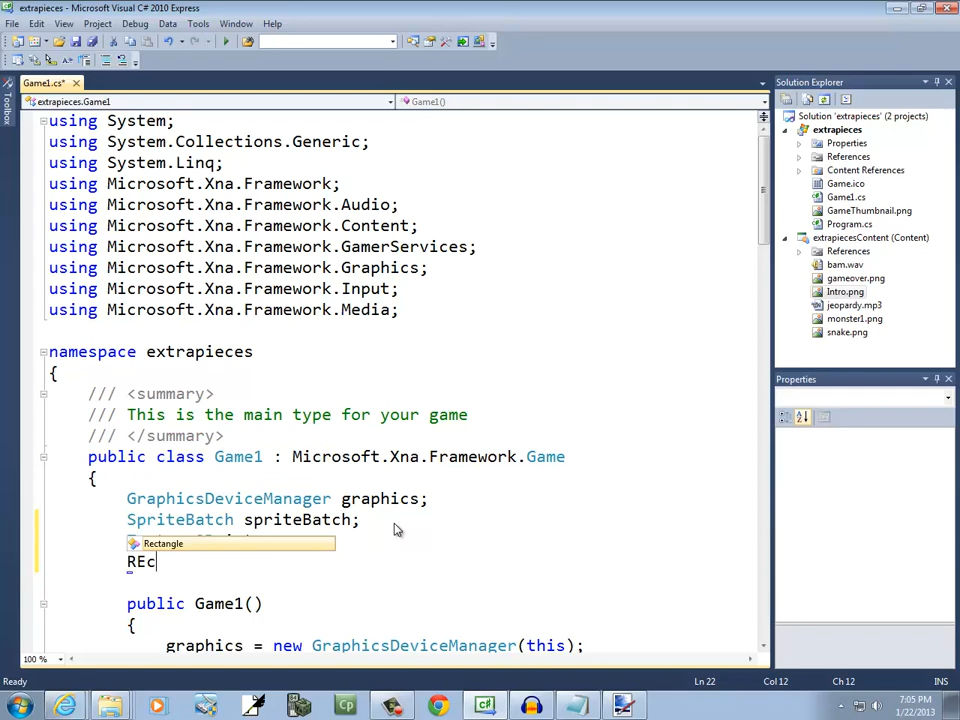 extrapieces - Microsoft Visual C# 2010 Express
File Edit View Project Debug Data Tools Window Help
Game1.cs*
extrapieces.Game1
Game1()
using System;
using System.Collections.Generic;
using System.Linq;
using Microsoft.Xna.Framework;
using Microsoft.Xna.Framework.Audio;
using Microsoft.Xna.Framework.Content;
using Microsoft.Xna.Framework.GamerServices;
using Microsoft.Xna.Framework.Graphics;
using Microsoft.Xna.Framework.Input;
using Microsoft.Xna.Framework.Media;
namespace extrapieces
{
/// <summary>
/// This is the main type for your game
/// </summary>
public class Game1 : Microsoft.Xna.Framework.Game
{
GraphicsDeviceManager graphics;
SpriteBatch spriteBatch;
Rectangle
REc
public Game1()
{
graphics = new GraphicsDeviceManager(this);
100 %
Toolbox
Solution Explorer
Solution 'extrapieces' (2 projects)
extrapieces
Properties
References
Content References
Game.ico
Game1.cs
GameThumbnail.png
Program.cs
extrapiecesContent (Content)
References
bam.wav
gameover.png
Intro.png
jeopardy.mp3
monster1.png
snake.png
Properties
Ready
Ln 22 Col 12 Ch 12 INS
Cp
7:05 PM
1/22/2013